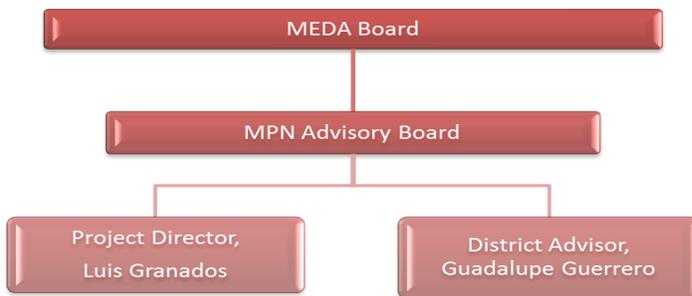 MEDA Board
MPN Advisory Board
Project Director,
Luis Granados
District Advisor,
Guadalupe Guerrero